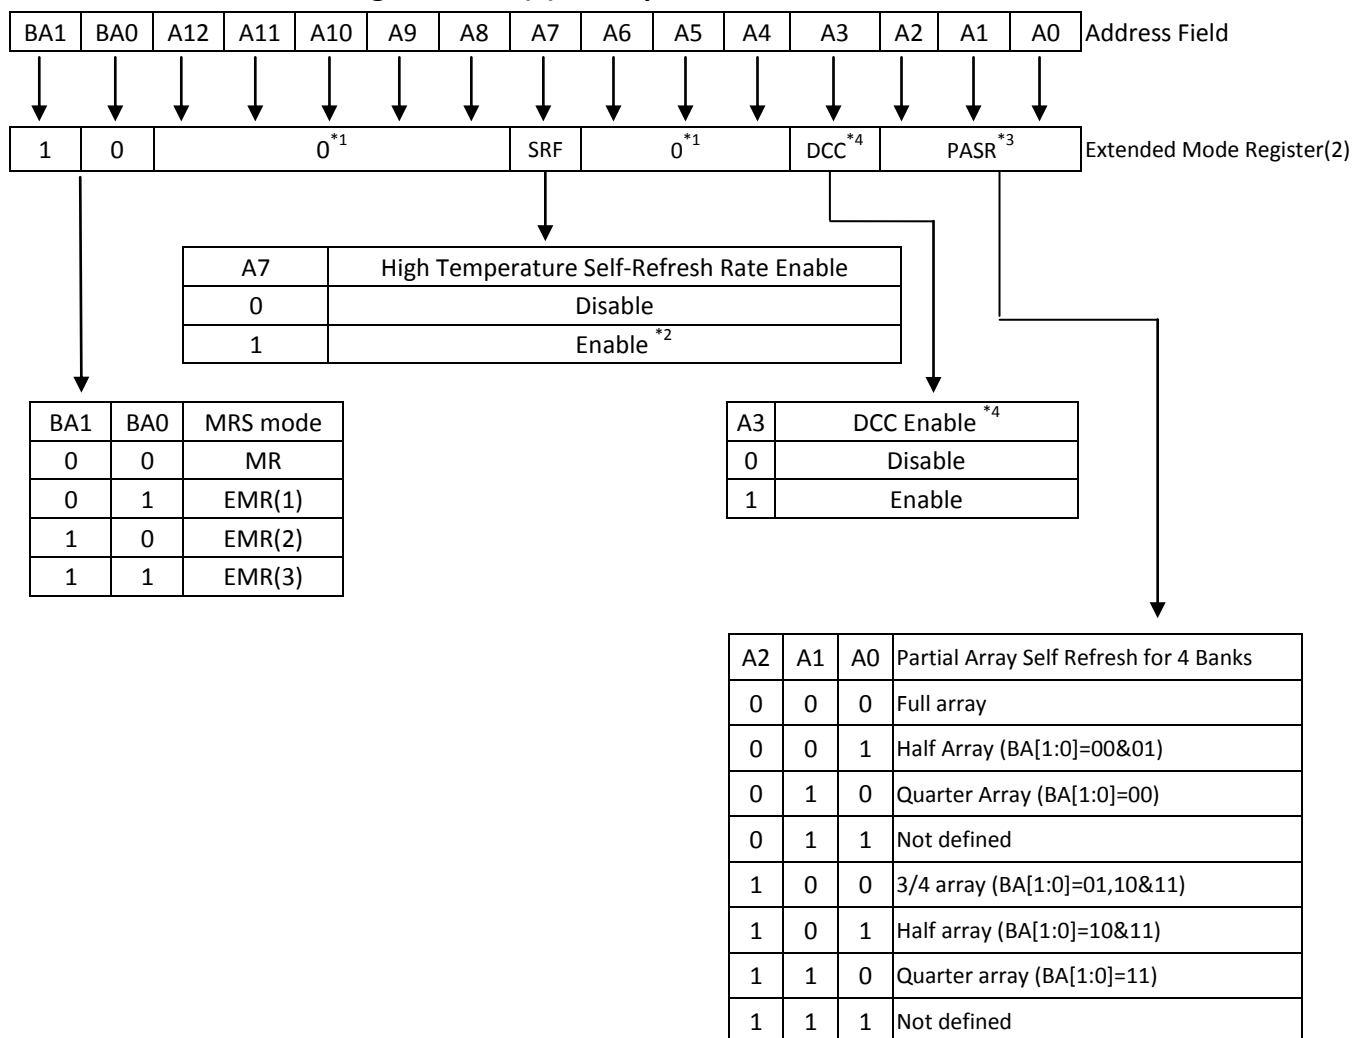 BA1 BA0 A12 A11 A10 A9 A8 A7 A6 A5 A4 A3 A2 A1 A0 Address Field
1 0 0*1 SRF 0*1 DCC*4 PASR*3 Extended Mode Register(2)
A7 High Temperature Self-Refresh Rate Enable
0 Disable
1 Enable *2
BA1 BA0 MRS mode
0 0 MR
0 1 EMR(1)
1 0 EMR(2)
1 1 EMR(3)
A3 DCC Enable *4
0 Disable
1 Enable
A2 A1 A0 Partial Array Self Refresh for 4 Banks
0 0 0 Full array
0 0 1 Half Array (BA[1:0]=00&01)
0 1 0 Quarter Array (BA[1:0]=00)
0 1 1 Not defined
1 0 0 3/4 array (BA[1:0]=01,10&11)
1 0 1 Half array (BA[1:0]=10&11)
1 1 0 Quarter array (BA[1:0]=11)
1 1 1 Not defined